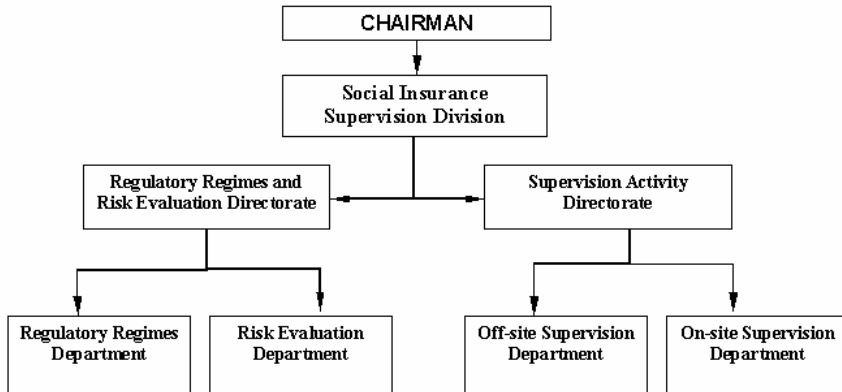 CHAIRMAN
Social Insurance
Supervision Division
Regulatory Regimes and
Risk Evaluation Directorate
Supervision Activity
Directorate
Regulatory Regimes
Department
Risk Evaluation
Department
Off-site Supervision
Department
On-site Supervision
Department